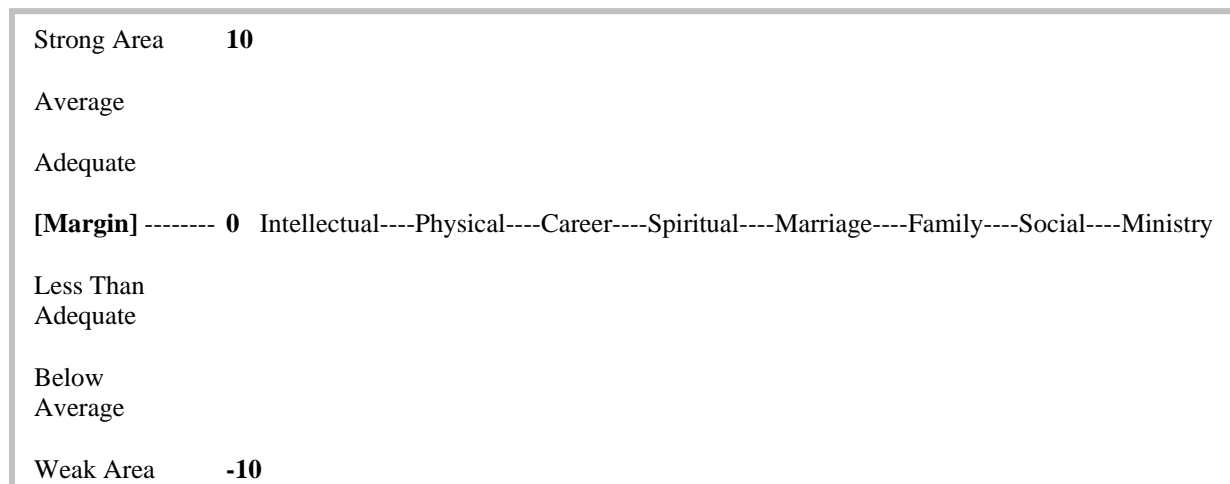 Strong Area 10
Average
Adequate
[Margin] -------- 0 Intellectual----Physical----Career----Spiritual----Marriage----Family----Social----Ministry
Less Than
Adequate
Below
Average
Weak Area -10